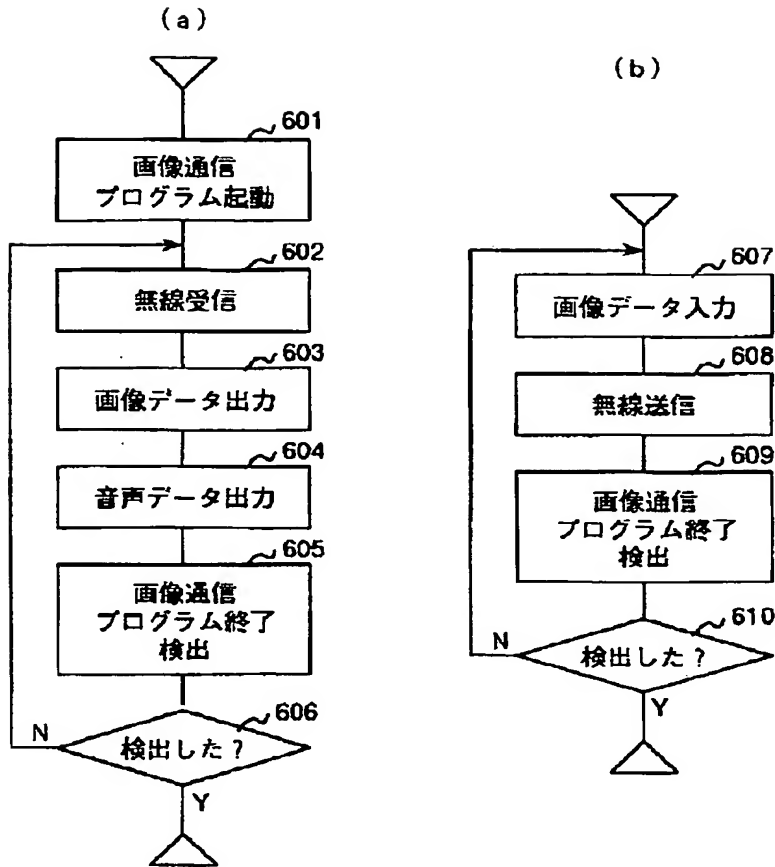 (a)
601
画像通信
プログラム起動
602
無線受信
603
画像データ出力
604
音声データ出力
605
画像通信
プログラム終了
検出
606
N
検出した?
Y
(b)
607
画像データ入力
608
無線送信
609
画像通信
プログラム終了
検出
610
N
検出した?
Y